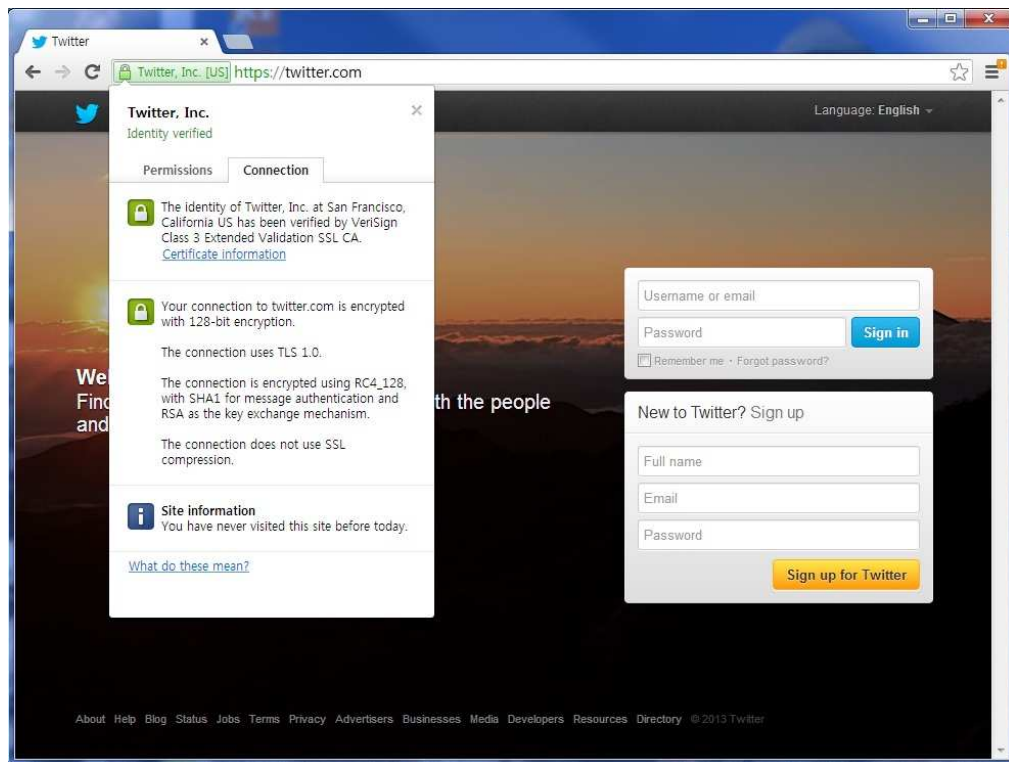 Twitter
Twitter, Inc. [US] https://twitter.com
Language: English
Twitter, Inc.
Identity verified
Permissions Connection
The identity of Twitter, Inc. at San Francisco,
California US has been verified by VeriSign
Class 3 Extended Validation SSL CA.
Certificate information
Your connection to twitter.com is encrypted
with 128-bit encryption.
The connection uses TLS 1.0.
The connection is encrypted using RC4_128,
with SHA1 for message authentication and
RSA as the key exchange mechanism.
The connection does not use SSL
compression.
Site information
You have never visited this site before today.
What do these mean?
Wel
Find th the people
and
Username or email
Password Sign in
Remember me · Forgot password?
New to Twitter? Sign up
Full name
Email
Password
Sign up for Twitter
About Help Blog Status Jobs Terms Privacy Advertisers Businesses Media Developers Resources Directory © 2013 Twitter